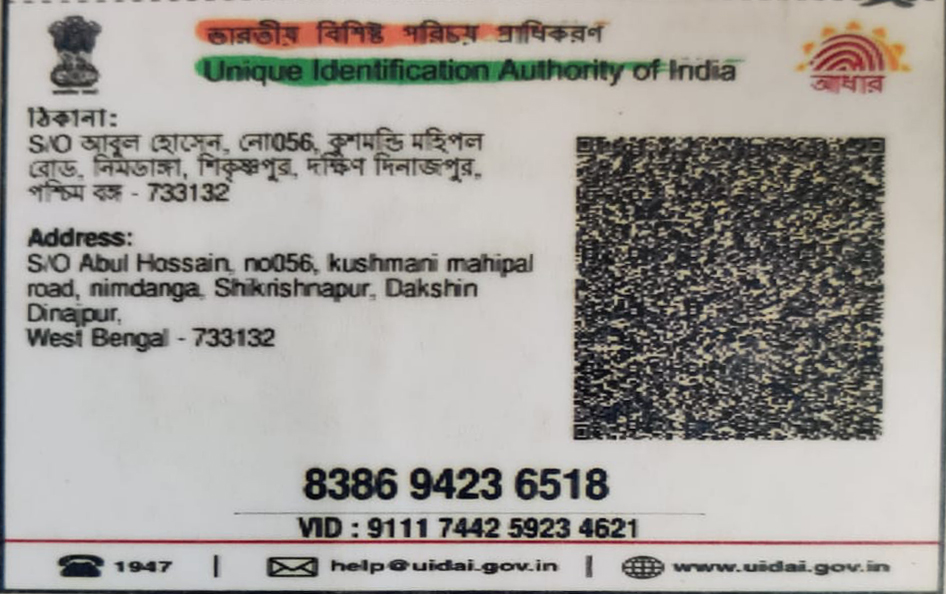 ভারতীয় বিশিষ্ট পরিচয় প্রাধিকরণ
Unique Identification Authority of India
আধার
ঠিকানা:
S/O আবুল হোসেন, নো056, কুশমন্ডি মহিপল
রোড, নিমডাঙ্গা, শিকৃষ্ণপুর, দক্ষিণ দিনাজপুর,
পশ্চিম বঙ্গ - 733132
Address:
S/O Abul Hossain, no056, kushmani mahipal
road, nimdanga, Shikrishnapur, Dakshin
Dinajpur,
West Bengal - 733132
8386 9423 6518
VID : 9111 7442 5923 4621
1947 | help@uidai.gov.in | www.uidai.gov.in